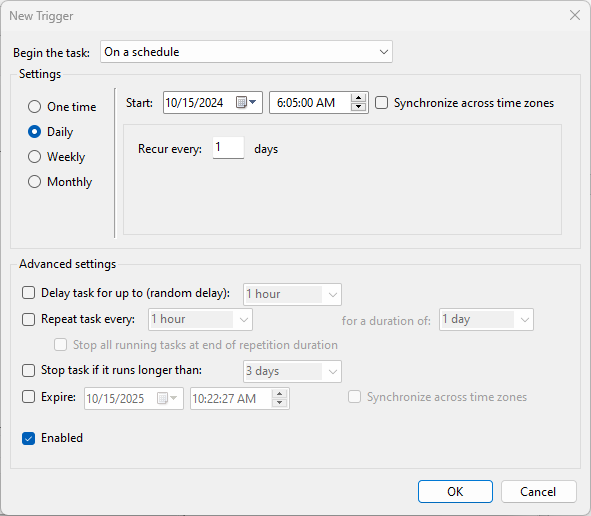 New Trigger
Begin the task: On a schedule
Settings
One time
Daily
Weekly
Monthly
Start: 10/15/2024 6:05:00 AM Synchronize across time zones
Recur every: 1 days
Advanced settings
Delay task for up to (random delay): 1 hour
Repeat task every: 1 hour for a duration of: 1 day
Stop all running tasks at end of repetition duration
Stop task if it runs longer than: 3 days
Expire: 10/15/2025 10:22:27 AM Synchronize across time zones
Enabled
OK Cancel